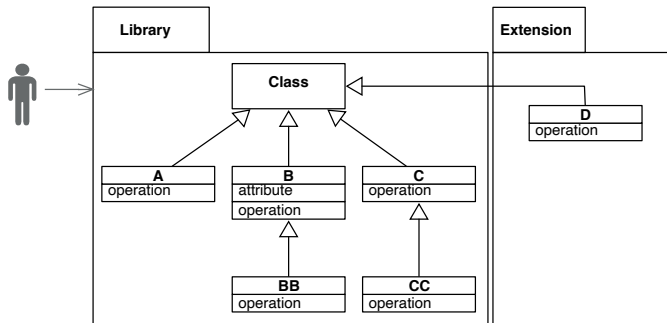 Library
Extension
Class
D
operation
A
operation
B
attribute
operation
C
operation
BB
operation
CC
operation